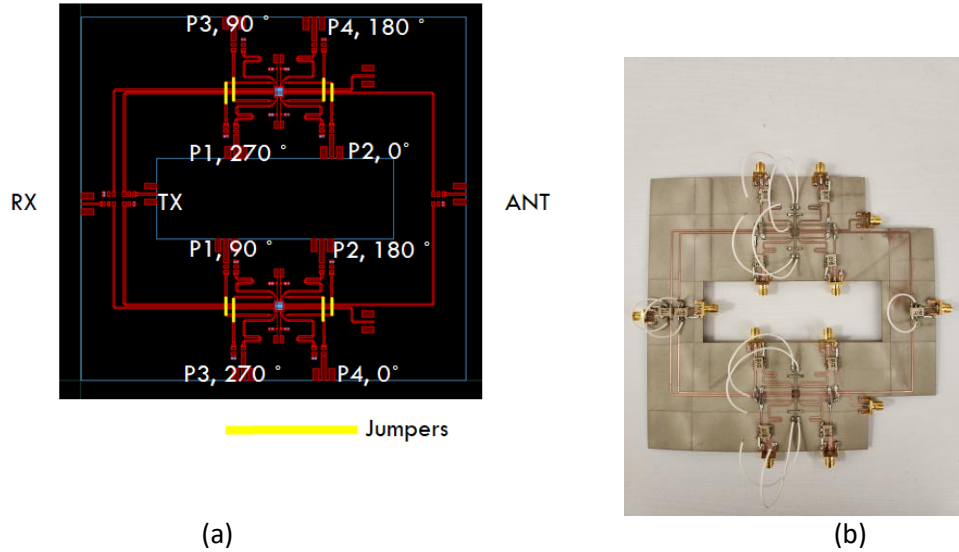 P3, 90 °
P4, 180 °
P1, 270 °
P2, 0°
RX
TX
ANT
P1, 90 °
P2, 180 °
P3, 270 °
P4, 0°
Jumpers
(a)
(b)